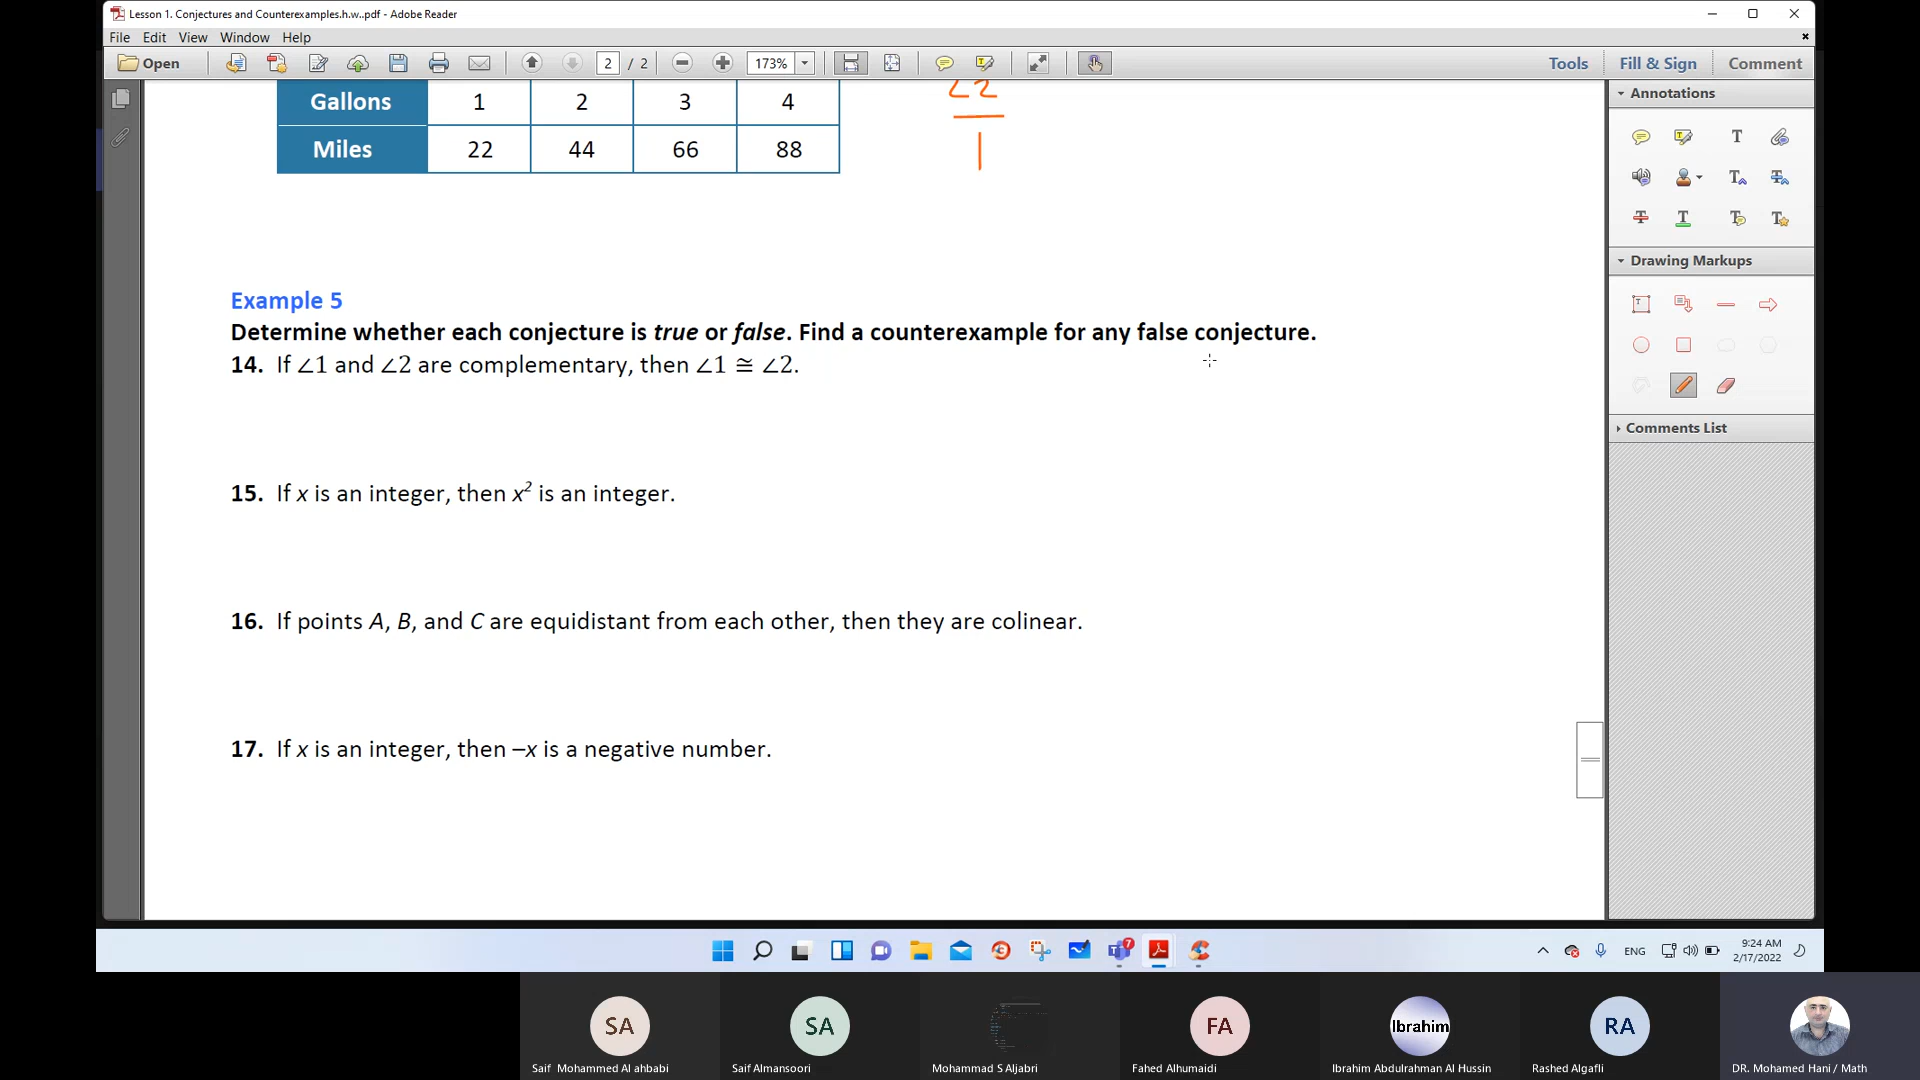 Lesson 1. Conjectures and Counterexamples.h.w..pdf - Adobe Reader
File Edit View Window Help
Open 2 / 2 173% Tools Fill & Sign Comment
Gallons 1 2 3 4
Miles 22 44 66 88
22
1
Annotations
Drawing Markups
Comments List
Example 5
Determine whether each conjecture is true or false. Find a counterexample for any false conjecture.
14. If ∠1 and ∠2 are complementary, then ∠1 ≅ ∠2.
15. If x is an integer, then x² is an integer.
16. If points A, B, and C are equidistant from each other, then they are colinear.
17. If x is an integer, then –x is a negative number.
7
ENG
9:24 AM
2/17/2022
SA SA FA Ibrahim RA
Saif Mohammed Al ahbabi Saif Almansoori Mohammad S Aljabri Fahed Alhumaidi Ibrahim Abdulrahman Al Hussin Rashed Algafli DR. Mohamed Hani / Math